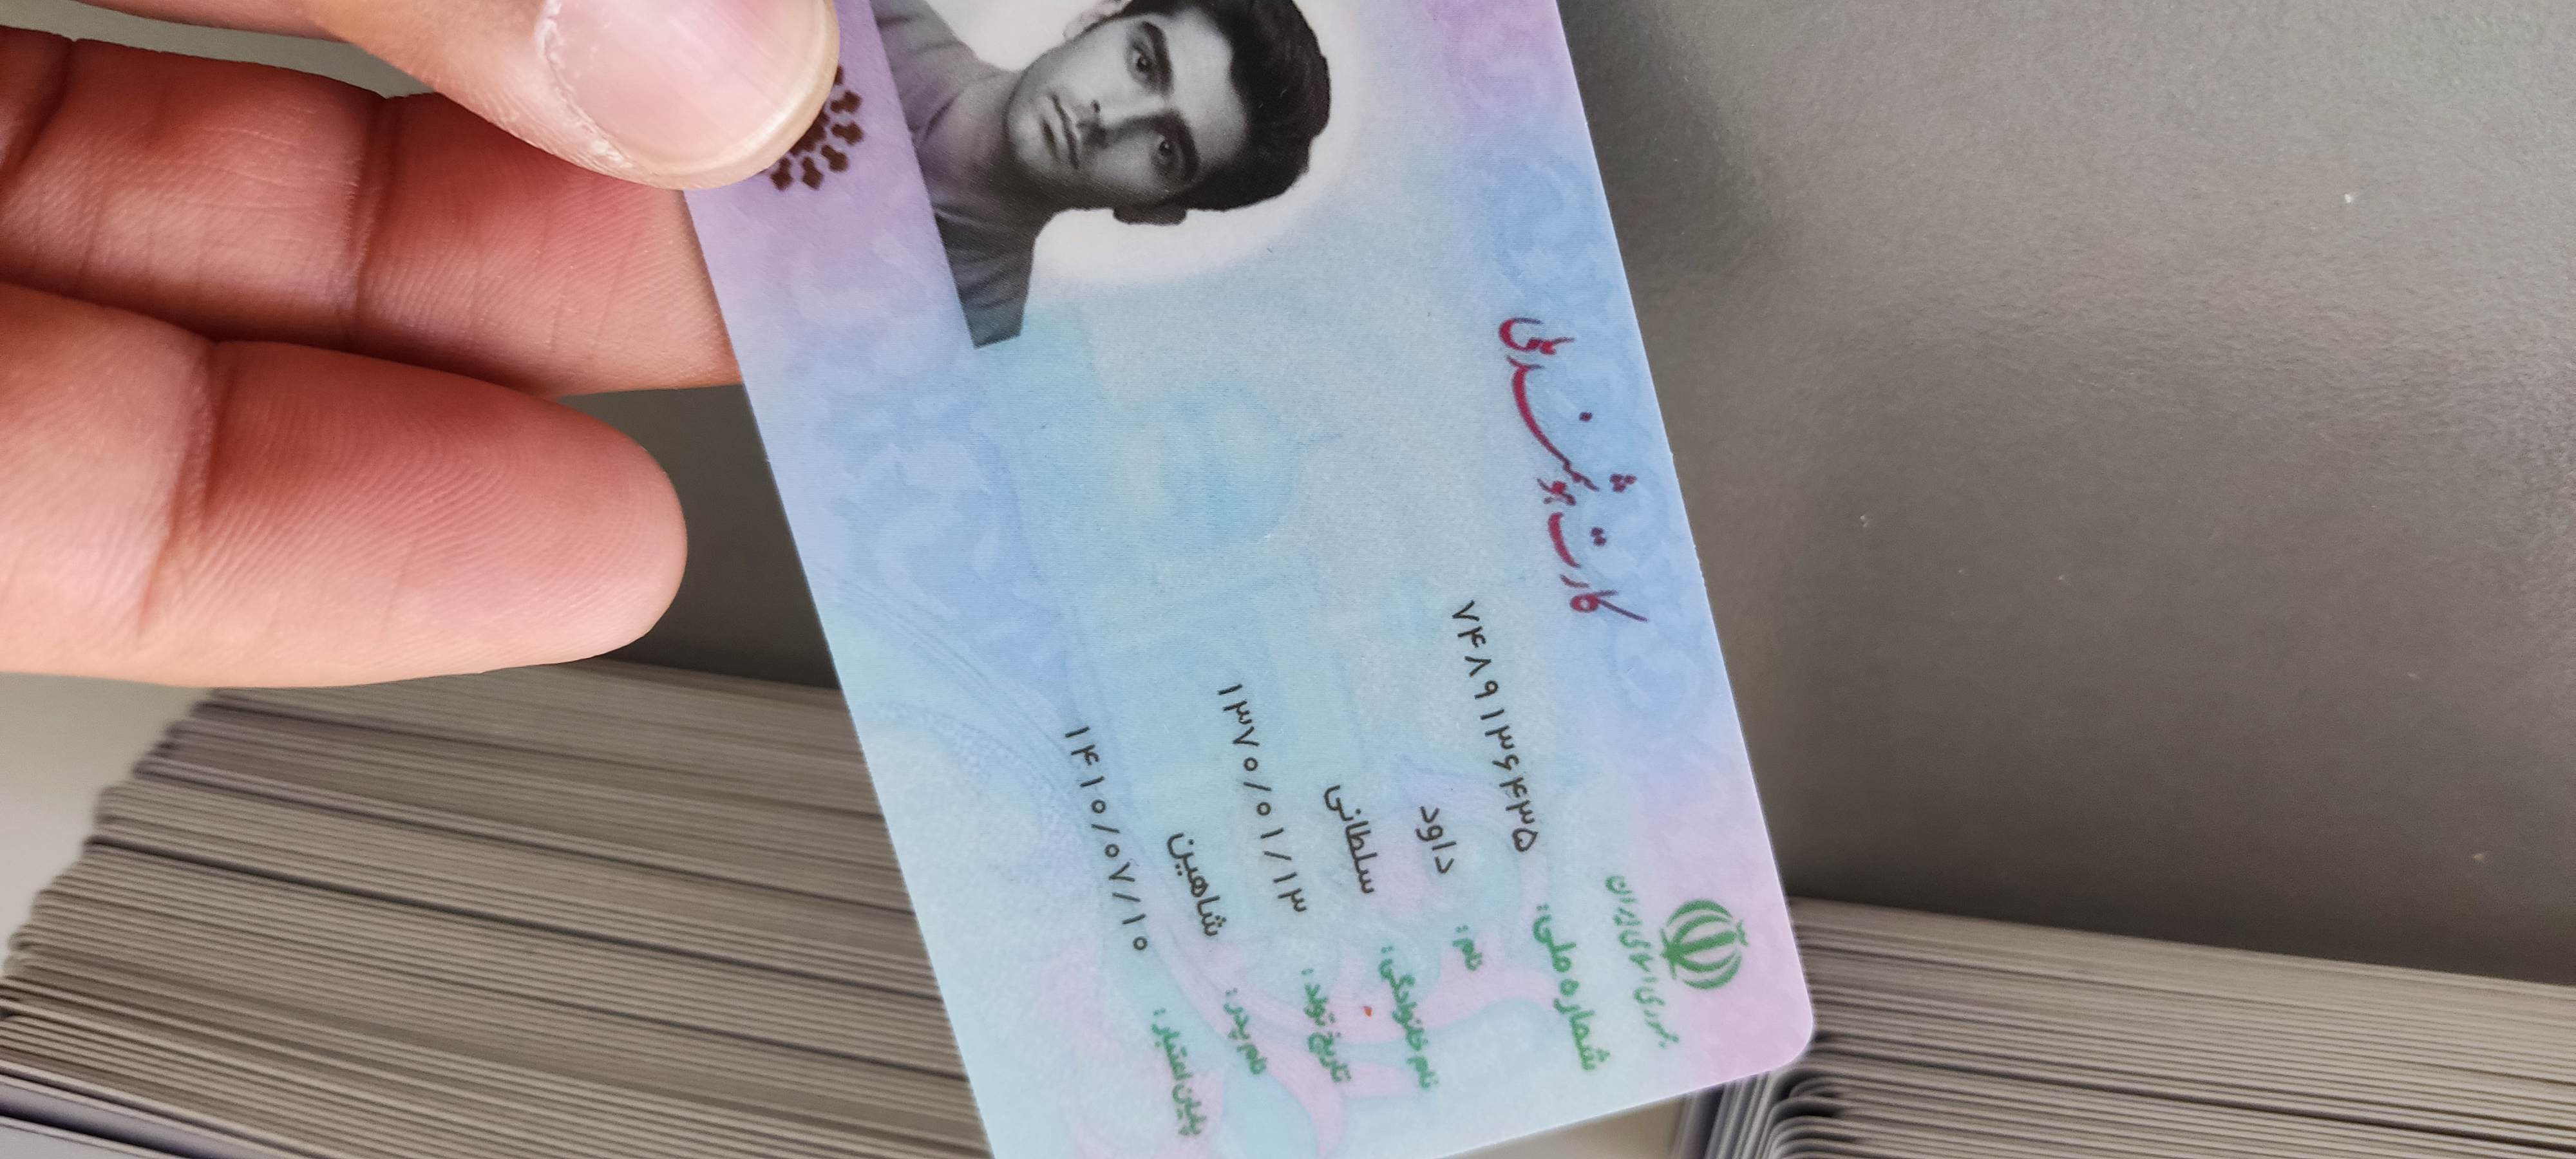 جمهوری اسلامی ایران
کارت هوشمند ملی
شماره ملی: ۷۴۸۹۱۳۶۴۳۵
نام: داود
نام خانوادگی: سلطانی
تاریخ تولد: ۱۳۷۰/۰۱/۱۳
نام پدر: شاهین
پایان اعتبار: ۱۴۱۰/۰۷/۱۰